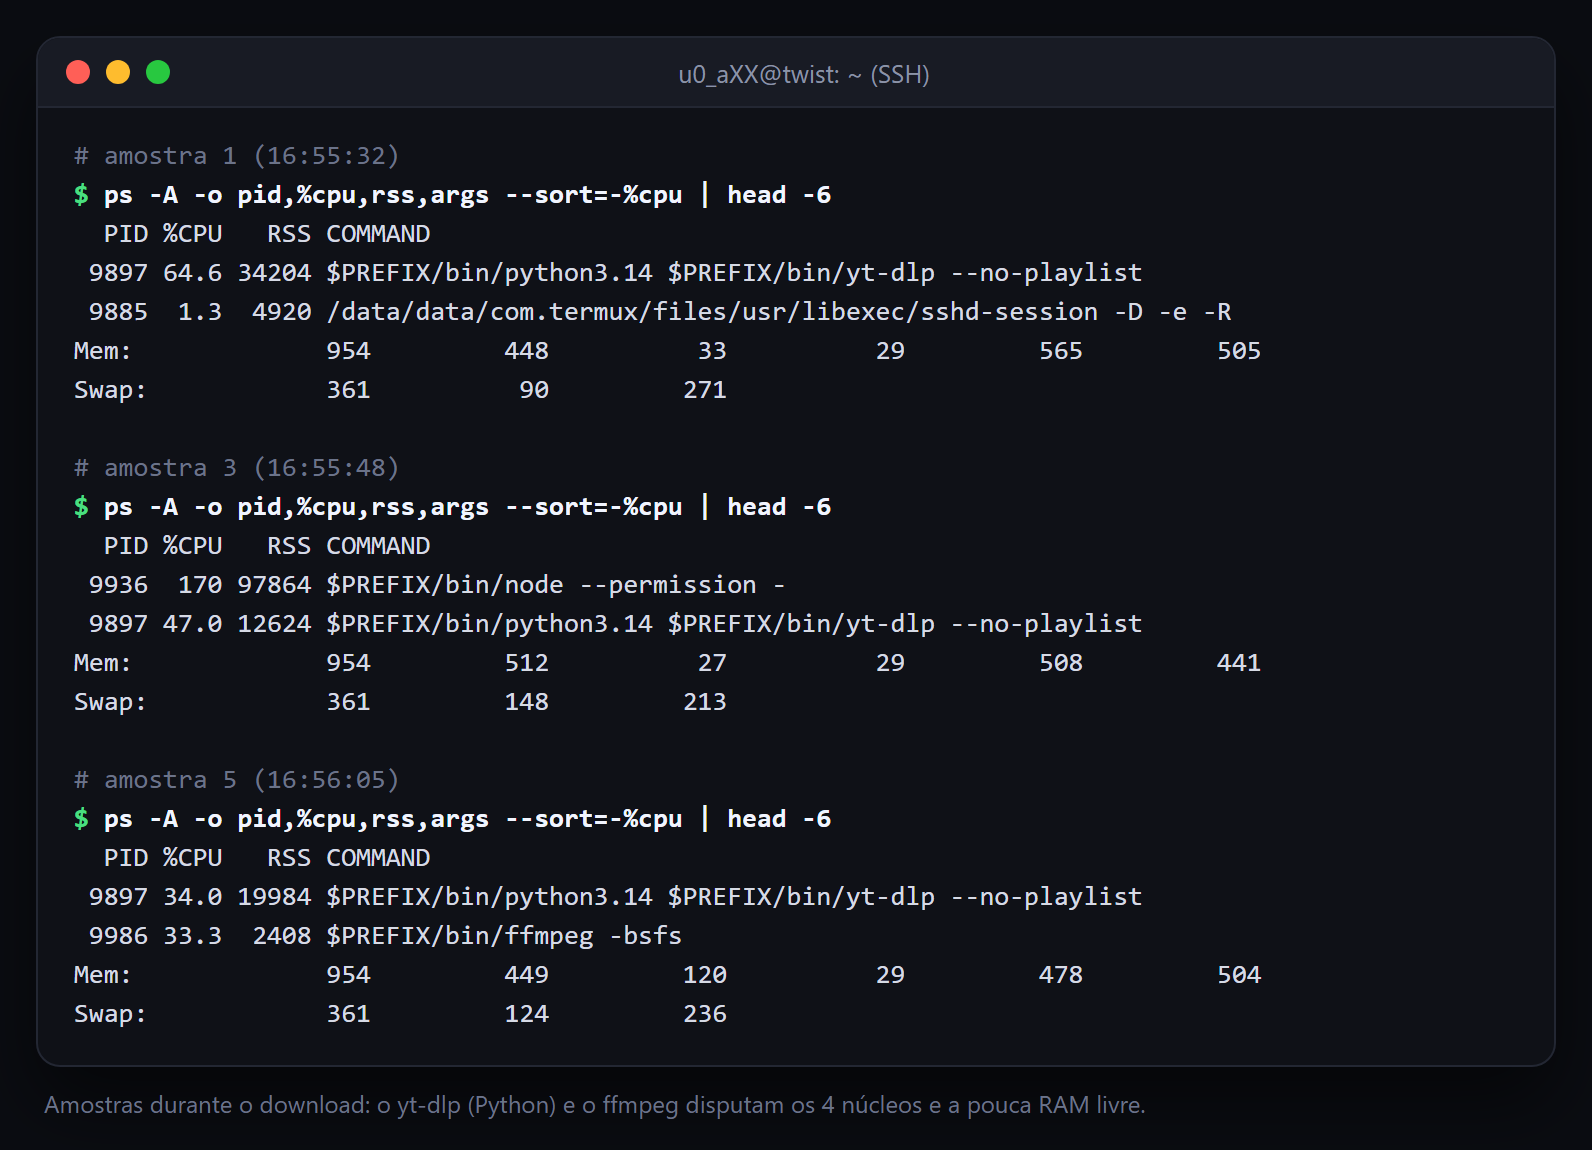 u0_aXX@twist: ~ (SSH)
# amostra 1 (16:55:32)
$ ps -A -o pid,%cpu,rss,args --sort=-%cpu | head -6
  PID %CPU   RSS COMMAND
 9897 64.6 34204 $PREFIX/bin/python3.14 $PREFIX/bin/yt-dlp --no-playlist
 9885  1.3  4920 /data/data/com.termux/files/usr/libexec/sshd-session -D -e -R
Mem:             954         448          33          29         565         505
Swap:            361          90         271
# amostra 3 (16:55:48)
$ ps -A -o pid,%cpu,rss,args --sort=-%cpu | head -6
  PID %CPU   RSS COMMAND
 9936  170 97864 $PREFIX/bin/node --permission -
 9897 47.0 12624 $PREFIX/bin/python3.14 $PREFIX/bin/yt-dlp --no-playlist
Mem:             954         512          27          29         508         441
Swap:            361         148         213
# amostra 5 (16:56:05)
$ ps -A -o pid,%cpu,rss,args --sort=-%cpu | head -6
  PID %CPU   RSS COMMAND
 9897 34.0 19984 $PREFIX/bin/python3.14 $PREFIX/bin/yt-dlp --no-playlist
 9986 33.3  2408 $PREFIX/bin/ffmpeg -bsfs
Mem:             954         449         120          29         478         504
Swap:            361         124         236
Amostras durante o download: o yt-dlp (Python) e o ffmpeg disputam os 4 núcleos e a pouca RAM livre.